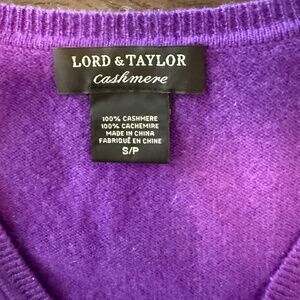 LORD & TAYLOR
Cashmere
100% CASHMERE
100% CACHEMIRE
MADE IN CHINA
FABRIQUÉ EN CHINE
S/P